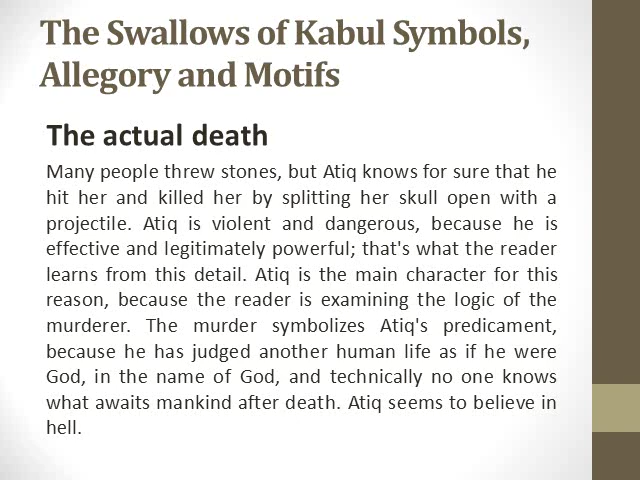 The Swallows of Kabul Symbols,
Allegory and Motifs
The actual death
Many people threw stones, but Atiq knows for sure that he
hit her and killed her by splitting her skull open with a
projectile. Atiq is violent and dangerous, because he is
effective and legitimately powerful; that's what the reader
learns from this detail. Atiq is the main character for this
reason, because the reader is examining the logic of the
murderer. The murder symbolizes Atiq's predicament,
because he has judged another human life as if he were
God, in the name of God, and technically no one knows
what awaits mankind after death. Atiq seems to believe in
hell.